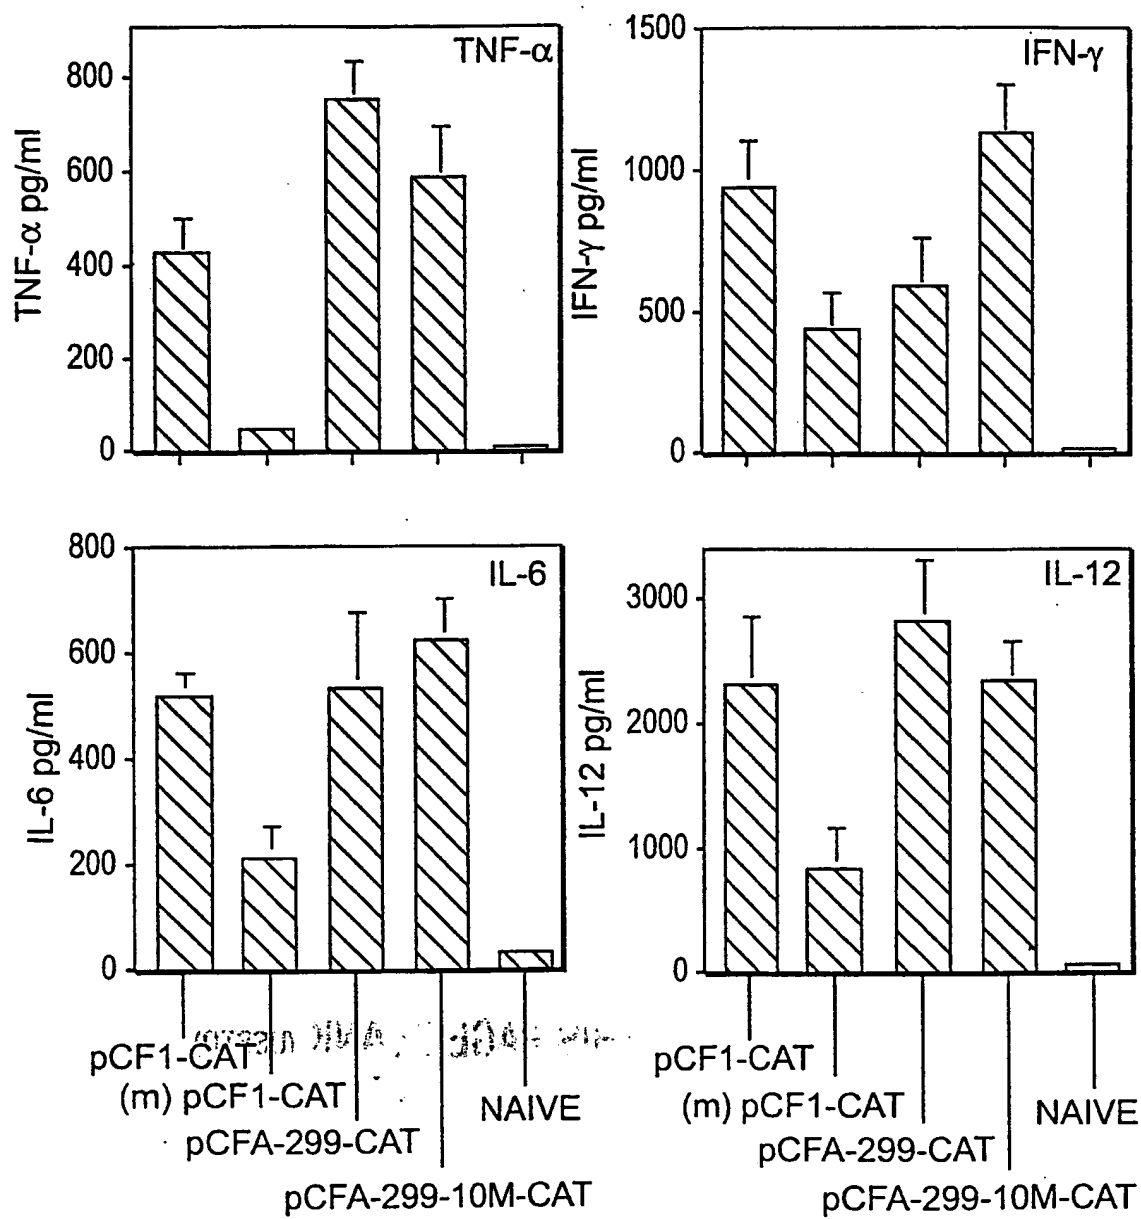 TNF-α
TNF-α pg/ml
800
600
400
200
0
IFN-γ
IFN-γ pg/ml
1500
1000
500
0
IL-6
IL-6 pg/ml
800
600
400
200
0
pCF1-CAT
(m) pCF1-CAT
pCFA-299-CAT
pCFA-299-10M-CAT
NAIVE
IL-12
IL-12 pg/ml
3000
2000
1000
0
pCF1-CAT
(m) pCF1-CAT
pCFA-299-CAT
pCFA-299-10M-CAT
NAIVE